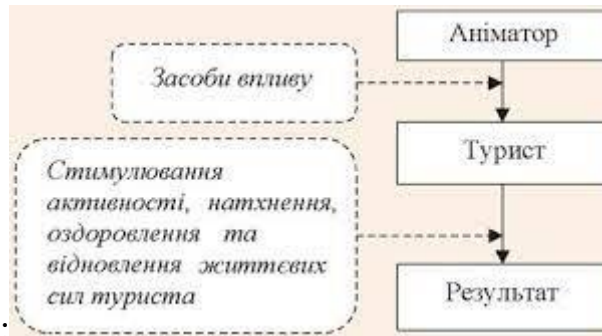 Аніматор
Засоби впливу
Турист
Стимулювання
активності, натхнення,
оздоровлення та
відновлення життєвих
сил туриста
Результат
.